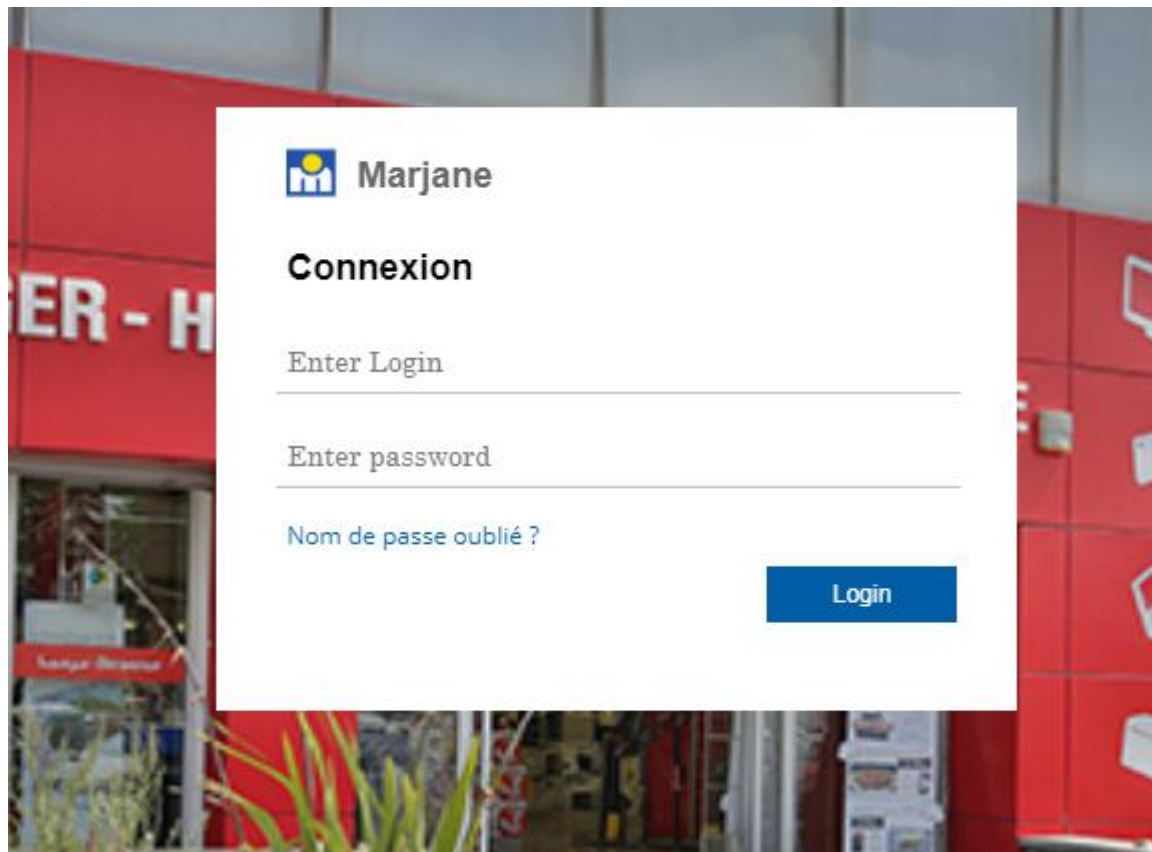 Marjane
Connexion
ER - H
Enter Login
E
Enter password
Nom de passe oublié ?
Login